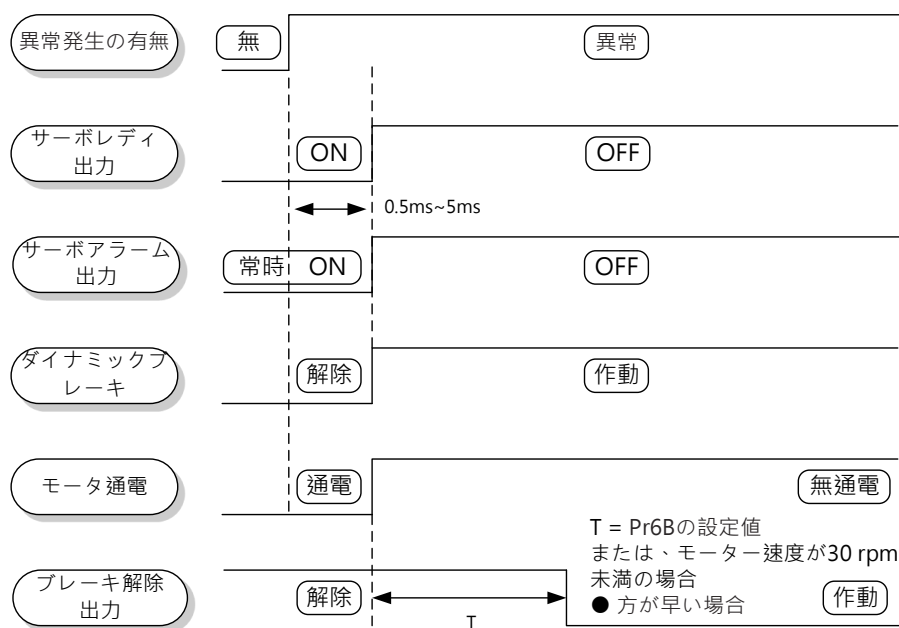 異常発生の有無
無
異常
サーボレディ
出力
ON
OFF
0.5ms~5ms
サーボアラーム
出力
常時 ON
OFF
ダイナミックブ
レーキ
解除
作動
モータ通電
通電
無通電
T = Pr6Bの設定値
または、モーター速度が30 rpm
未満の場合
● 方が早い場合
ブレーキ解除
出力
解除
T
作動